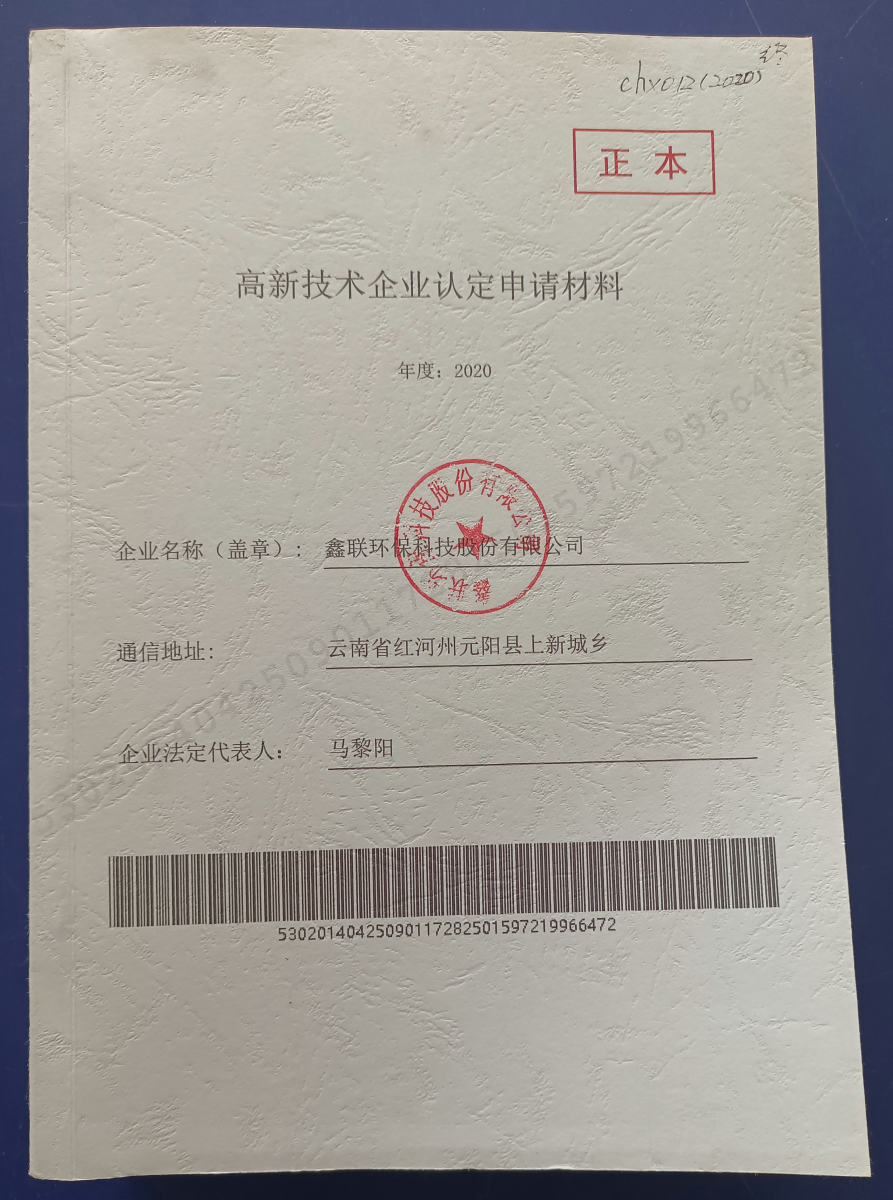 chx012(2020)
正本
高新技术企业认定申请材料
年度：2020
企业名称（盖章）: 鑫联环保科技股份有限公司
通信地址: 云南省红河州元阳县上新城乡
企业法定代表人: 马黎阳
53020140425090117282501597219966472